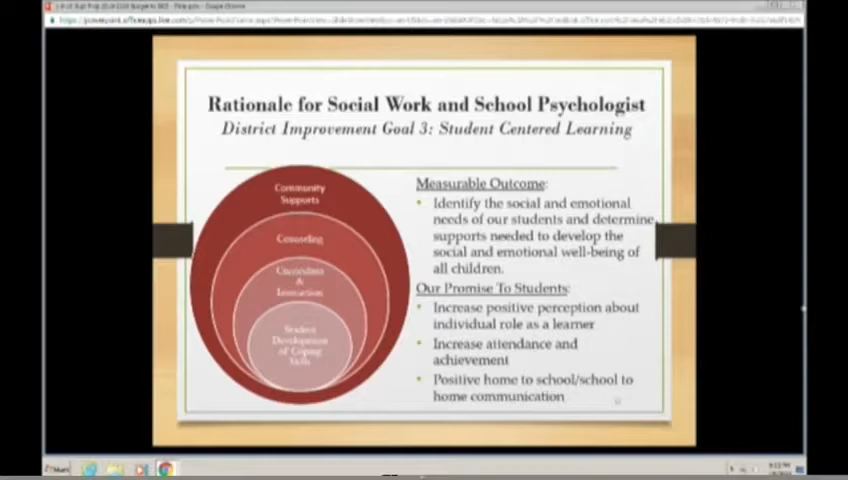 Rationale for Social Work and School Psychologist
District Improvement Goal 3: Student Centered Learning
Community
Supports
Counseling
Curriculum
&
Instruction
Student
Development
of Coping
Skills
Measurable Outcome:
• Identify the social and emotional
needs of our students and determine
supports needed to develop the
social and emotional well-being of
all children.
Our Promise To Students:
• Increase positive perception about
individual role as a learner
• Increase attendance and
achievement
• Positive home to school/school to
home communication